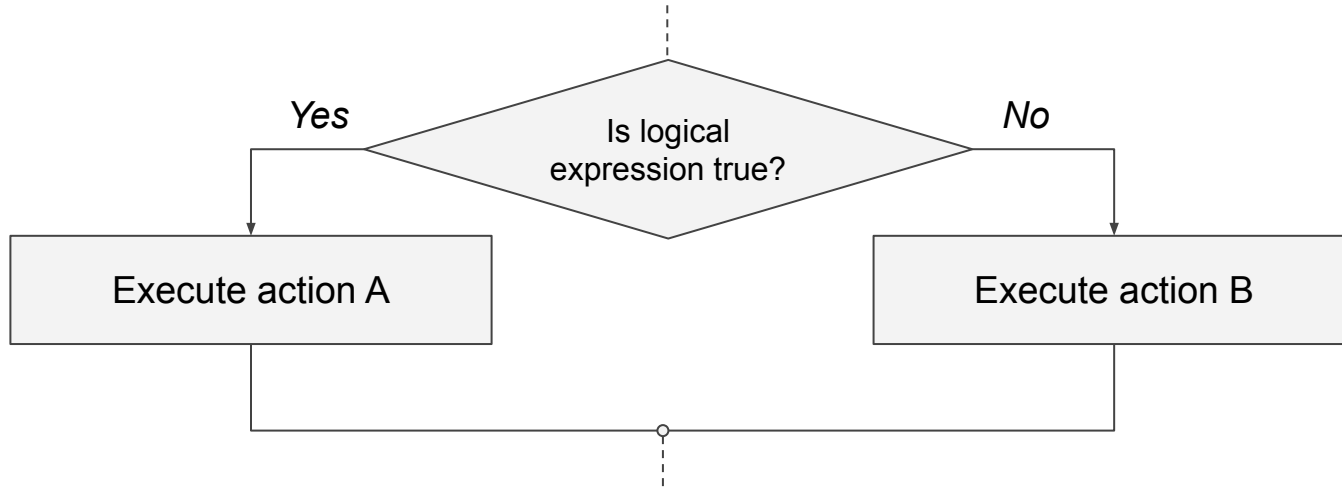 Yes
No
Is logical
expression true?
Execute action A
Execute action B